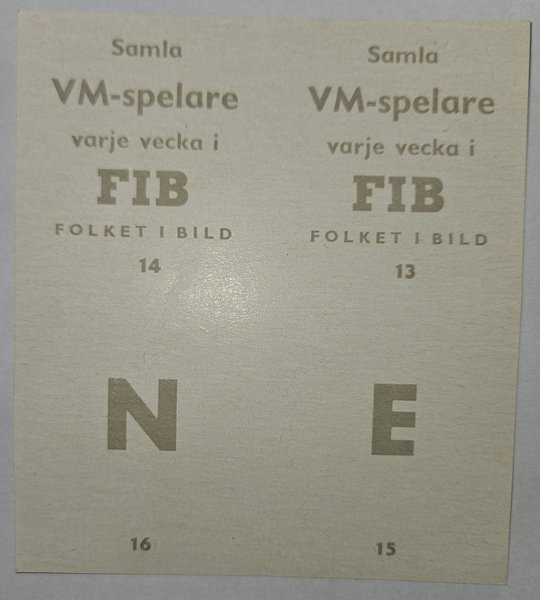 Samla
VM-spelare
varje vecka i
FIB
FOLKET I BILD
14
Samla
VM-spelare
varje vecka i
FIB
FOLKET I BILD
13
N
16
E
15